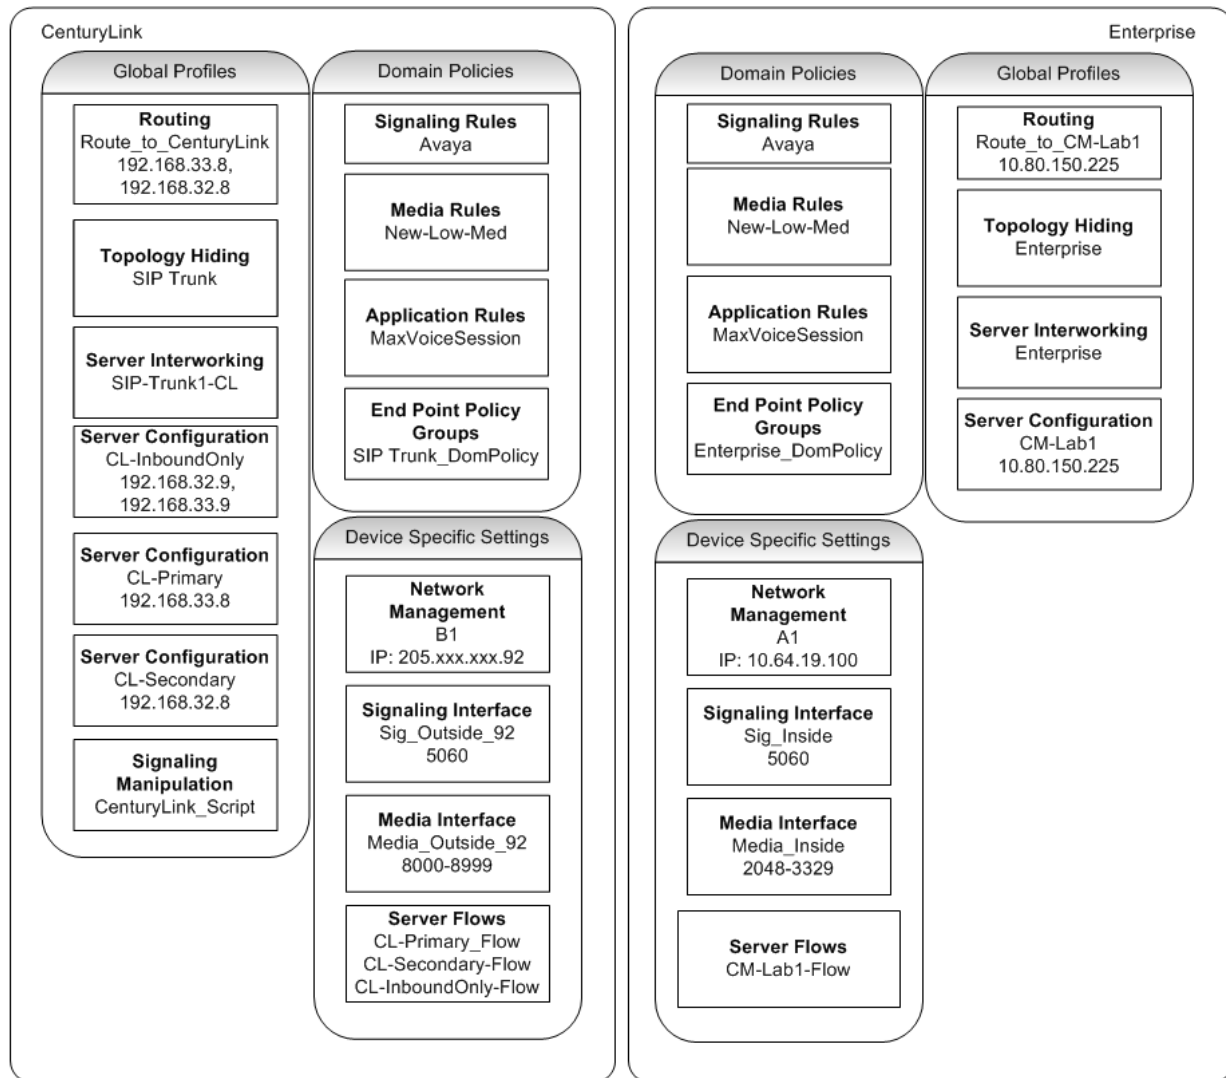 CenturyLink
Global Profiles
Routing
Route_to_CenturyLink
192.168.33.8,
192.168.32.8
Topology Hiding
SIP Trunk
Server Interworking
SIP-Trunk1-CL
Server Configuration
CL-InboundOnly
192.168.32.9,
192.168.33.9
Server Configuration
CL-Primary
192.168.33.8
Server Configuration
CL-Secondary
192.168.32.8
Signaling
Manipulation
CenturyLink_Script
Domain Policies
Signaling Rules
Avaya
Media Rules
New-Low-Med
Application Rules
MaxVoiceSession
End Point Policy
Groups
SIP Trunk_DomPolicy
Device Specific Settings
Network
Management
B1
IP: 205.xxx.xxx.92
Signaling Interface
Sig_Outside_92
5060
Media Interface
Media_Outside_92
8000-8999
Server Flows
CL-Primary_Flow
CL-Secondary-Flow
CL-InboundOnly-Flow
Enterprise
Domain Policies
Signaling Rules
Avaya
Media Rules
New-Low-Med
Application Rules
MaxVoiceSession
End Point Policy
Groups
Enterprise_DomPolicy
Device Specific Settings
Network
Management
A1
IP: 10.64.19.100
Signaling Interface
Sig_Inside
5060
Media Interface
Media_Inside
2048-3329
Server Flows
CM-Lab1-Flow
Global Profiles
Routing
Route_to_CM-Lab1
10.80.150.225
Topology Hiding
Enterprise
Server Interworking
Enterprise
Server Configuration
CM-Lab1
10.80.150.225